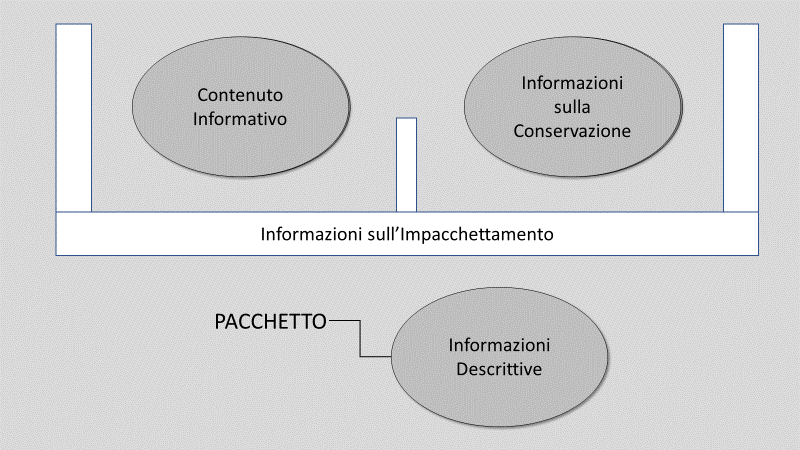 Contenuto
Informativo
Informazioni
sulla
Conservazione
Informazioni sull’Impacchettamento
PACCHETTO
Informazioni
Descrittive